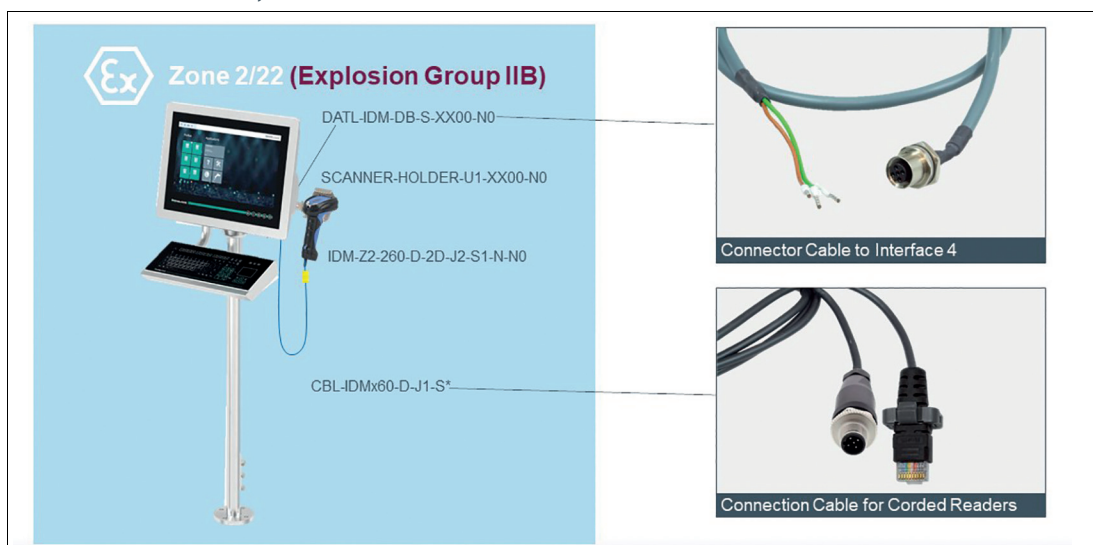 Ex Zone 2/22 (Explosion Group IIB)
DATL-IDM-DB-S-XX00-N0
SCANNER-HOLDER-U1-XX00-N0
IDM-Z2-260-D-2D-J2-S1-N-N0
CBL-IDMx60-D-J1-S*
Connector Cable to Interface 4
Connection Cable for Corded Readers